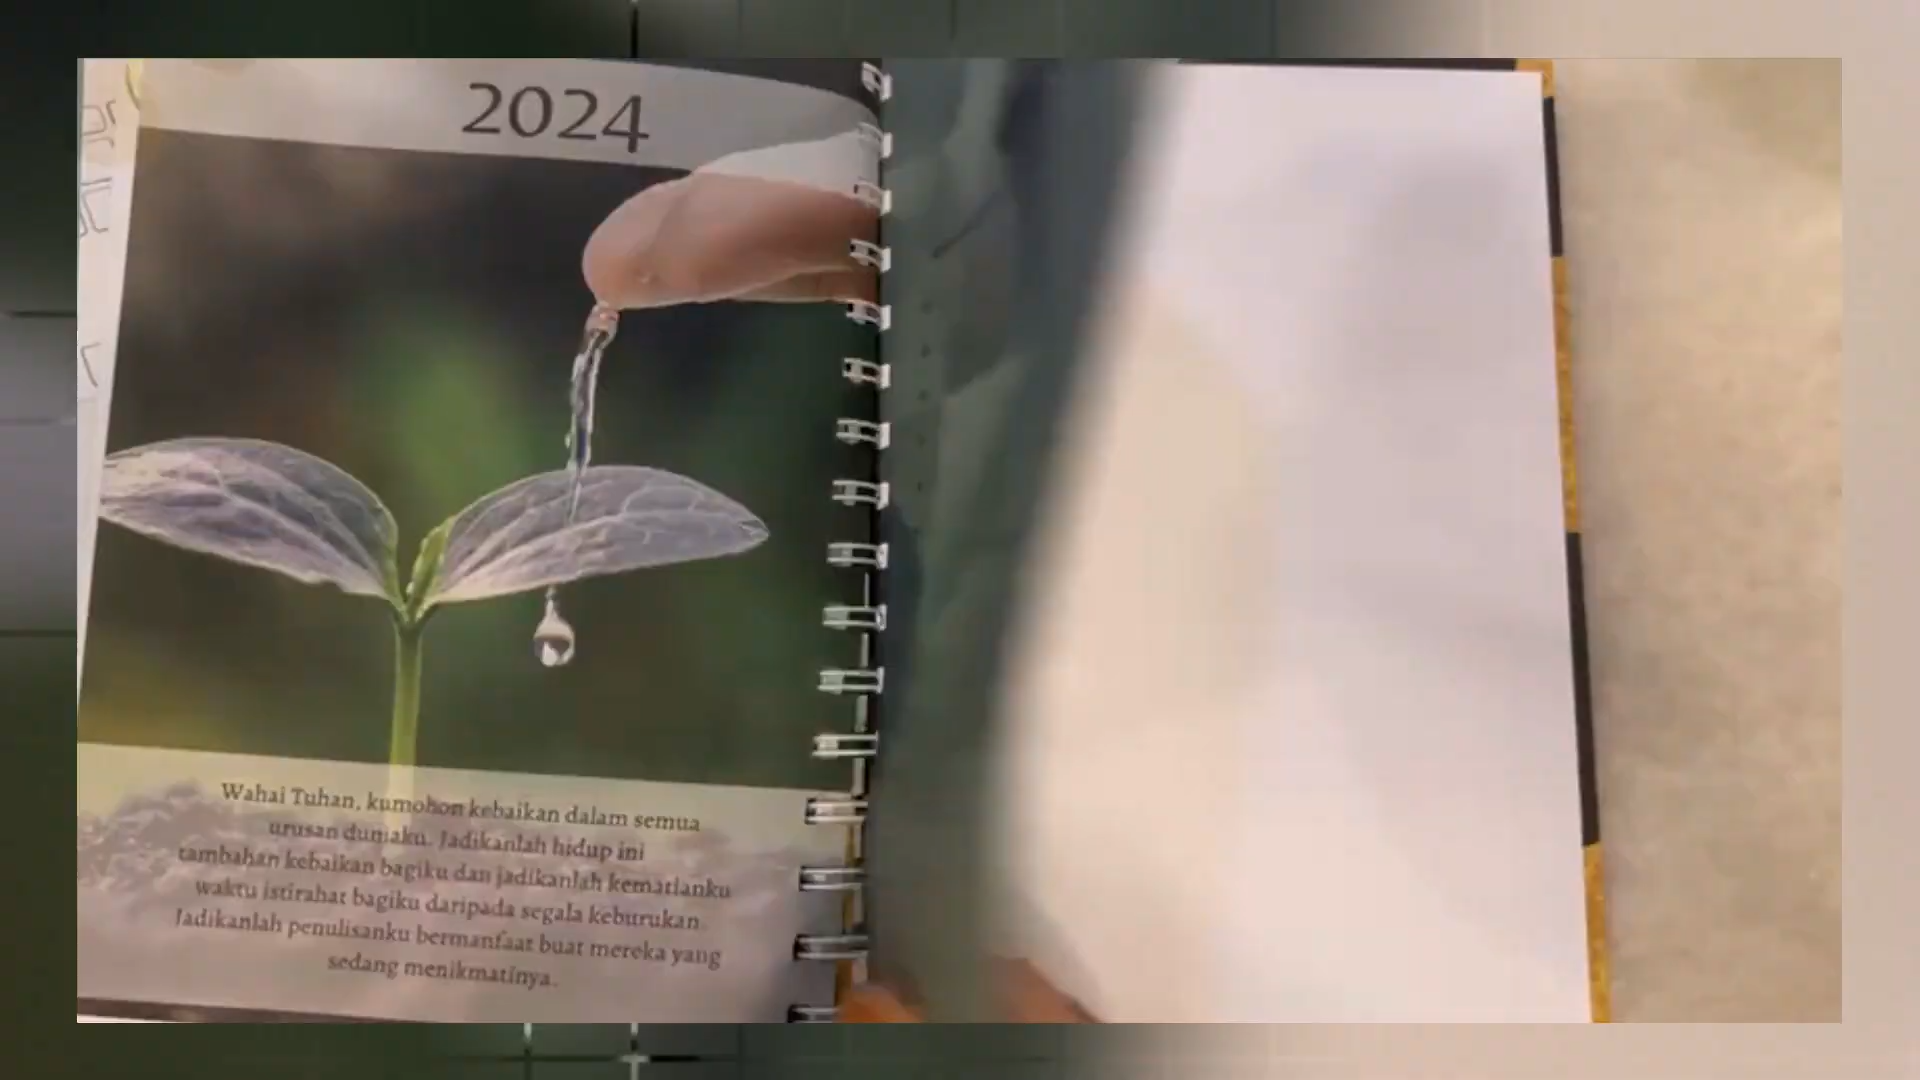 2024
Wahai Tuhan, kumohon kebaikan dalam semua
urusan duniaku. Jadikanlah hidup ini
tambahan kebaikan bagiku dan jadikanlah kematianku
waktu istirahat bagiku daripada segala keburukan.
Jadikanlah penulisanku bermanfaat buat mereka yang
sedang menikmatinya.